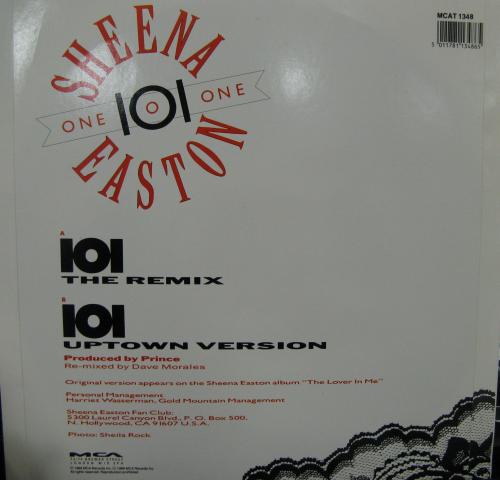 MCAT 1348
5 011781 134865
SHEENA
ONE 101 ONE
EASTON
A
101
THE REMIX
B
101
UPTOWN VERSION
Produced by Prince
Re-mixed by Dave Morales
Original version appears on the Sheena Easton album "The Lover In Me"
Personal Management
Harriet Wasserman, Gold Mountain Management
Sheena Easton Fan Club:
5300 Laurel Canyon Blvd., P. O. Box 500,
N. Hollywood, CA 91607 U.S.A.
Photo: Sheila Rock
MCA